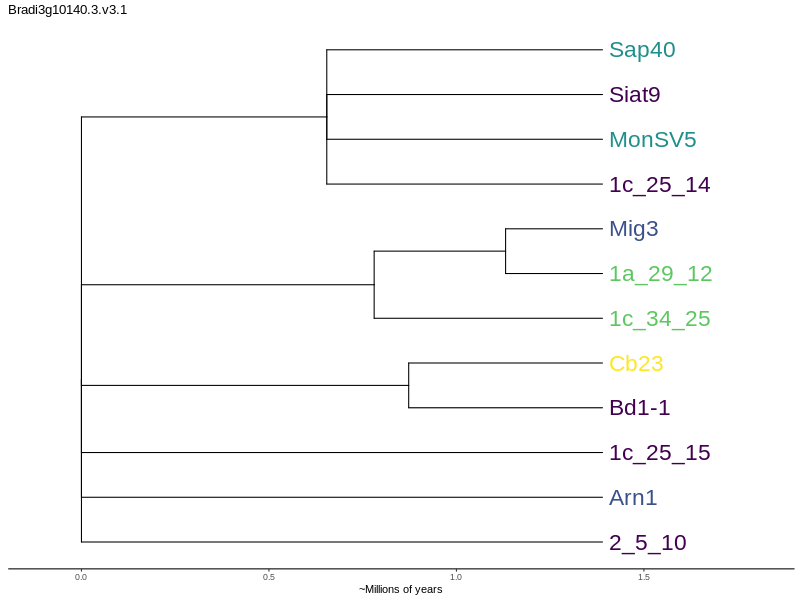 Bradi3g10140.3.v3.1
Sap40
Siat9
MonSV5
1c_25_14
Mig3
1a_29_12
1c_34_25
Cb23
Bd1-1
1c_25_15
Arn1
2_5_10
0.0 0.5 1.0 1.5
~Millions of years